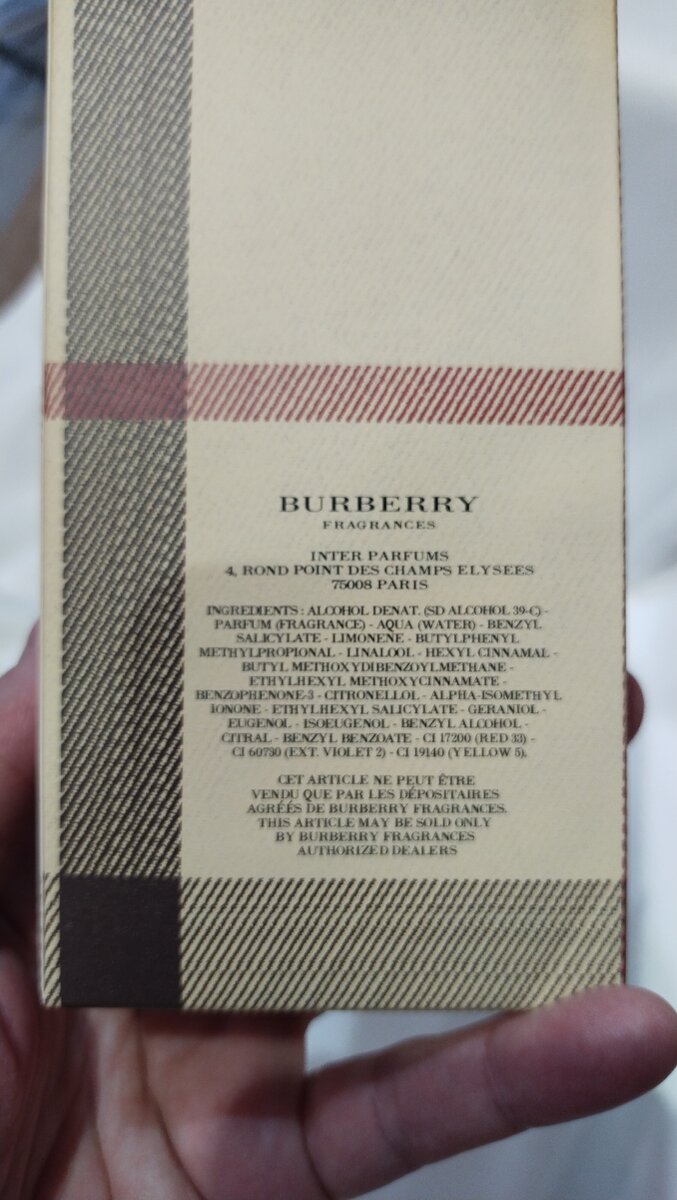 BURBERRY
FRAGRANCES
INTER PARFUMS
4, ROND POINT DES CHAMPS ELYSEES
75008 PARIS
INGREDIENTS : ALCOHOL DENAT. (SD ALCOHOL 39-C) -
PARFUM (FRAGRANCE) - AQUA (WATER) - BENZYL
SALICYLATE - LIMONENE - BUTYLPHENYL
METHYLPROPIONAL - LINALOOL - HEXYL CINNAMAL -
BUTYL METHOXYDIBENZOYLMETHANE -
ETHYLHEXYL METHOXYCINNAMATE -
BENZOPHENONE-3 - CITRONELLOL - ALPHA-ISOMETHYL
IONONE - ETHYLHEXYL SALICYLATE - GERANIOL -
EUGENOL - ISOEUGENOL - BENZYL ALCOHOL -
CITRAL - BENZYL BENZOATE - CI 17200 (RED 33) -
CI 60730 (EXT. VIOLET 2) - CI 19140 (YELLOW 5).
CET ARTICLE NE PEUT ÊTRE
VENDU QUE PAR LES DÉPOSITAIRES
AGRÉÉS DE BURBERRY FRAGRANCES.
THIS ARTICLE MAY BE SOLD ONLY
BY BURBERRY FRAGRANCES
AUTHORIZED DEALERS